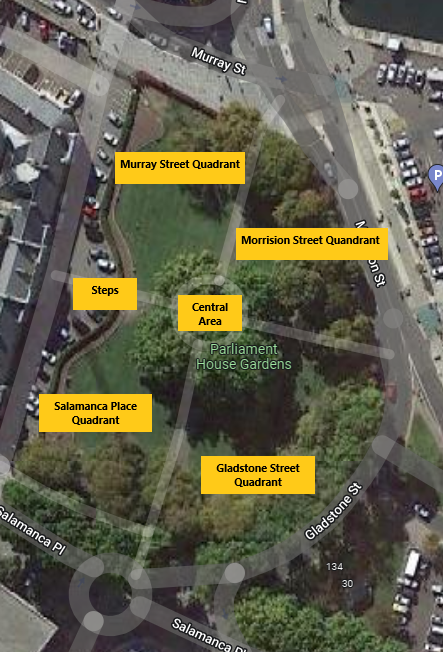 Murray St
Murray Street Quadrant
P
Morrision Street Quandrant
Steps
Central
Area
Parliament
House Gardens
Salamanca Place
Quadrant
Gladstone Street
Quadrant
Gladstone St
Salamanca Pl
134
30